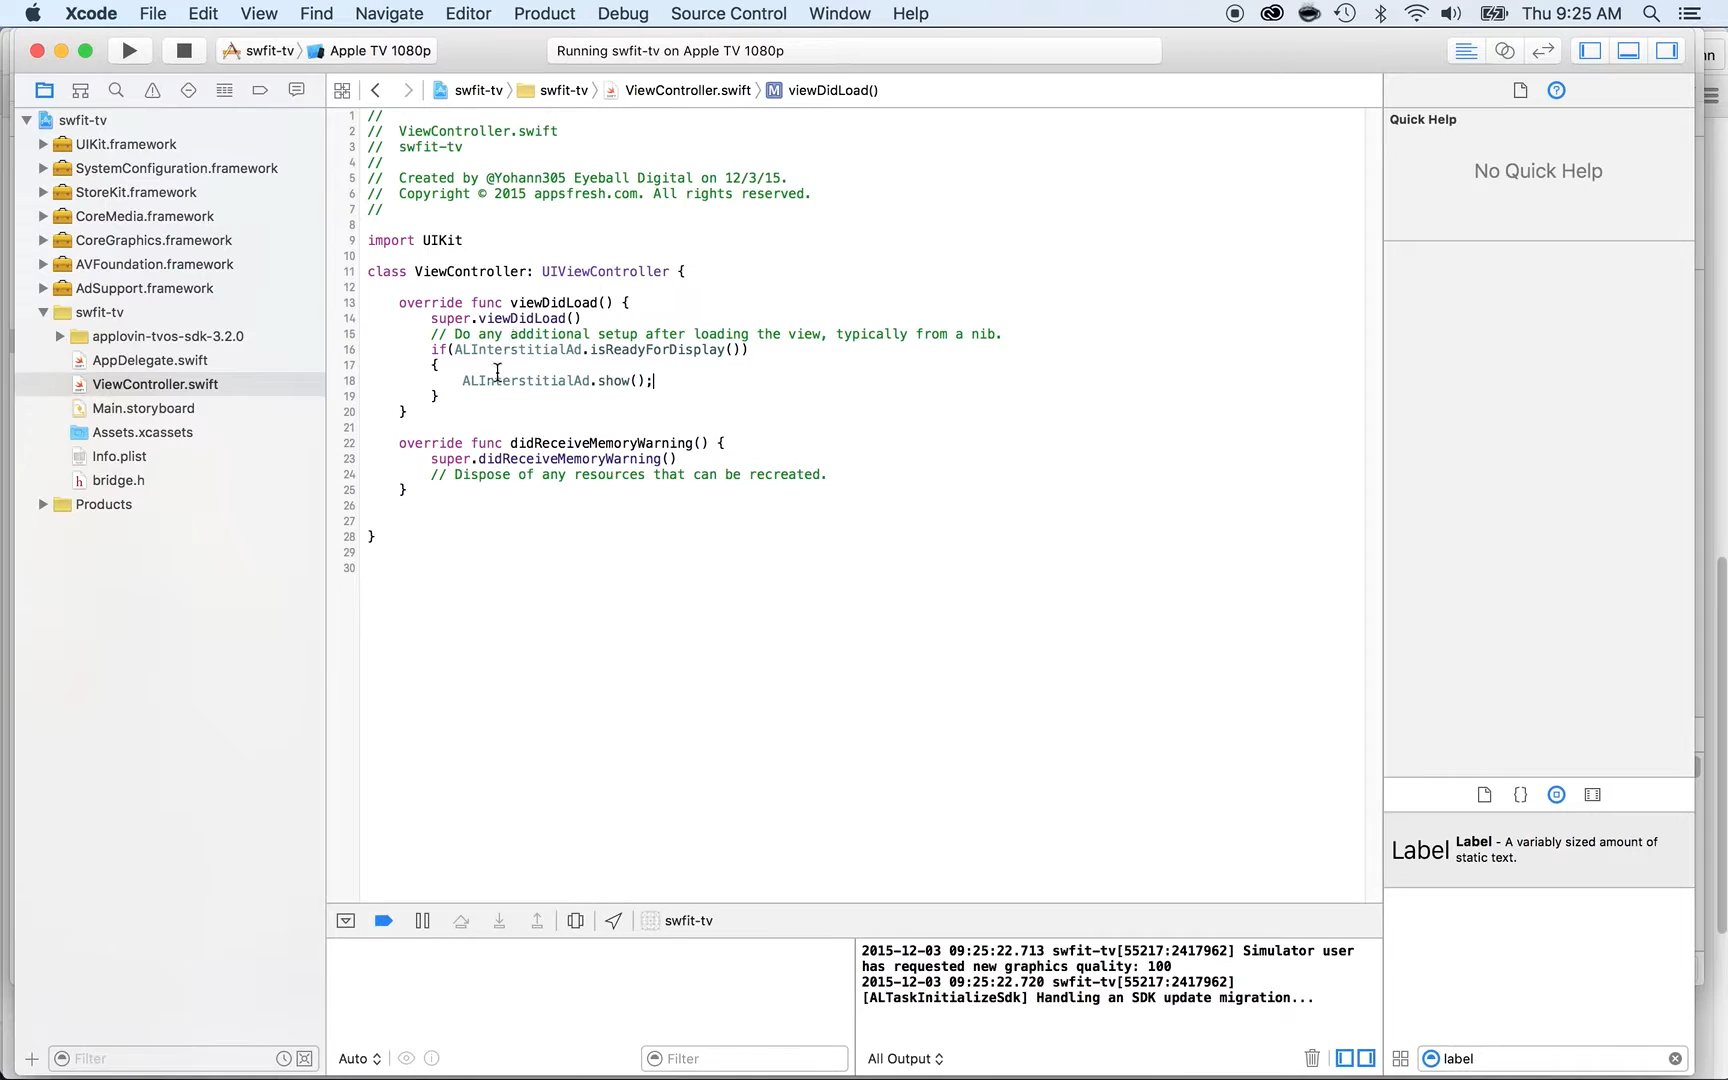 Xcode File Edit View Find Navigate Editor Product Debug Source Control Window Help Thu 9:25 AM
swfit-tv Apple TV 1080p Running swfit-tv on Apple TV 1080p
swfit-tv swfit-tv ViewController.swift M viewDidLoad()
swfit-tv
UIKit.framework
SystemConfiguration.framework
StoreKit.framework
CoreMedia.framework
CoreGraphics.framework
AVFoundation.framework
AdSupport.framework
swfit-tv
applovin-tvos-sdk-3.2.0
AppDelegate.swift
ViewController.swift
Main.storyboard
Assets.xcassets
Info.plist
h bridge.h
Products
Filter
1 //
2 // ViewController.swift
3 // swfit-tv
4 //
5 // Created by @Yohann305 Eyeball Digital on 12/3/15.
6 // Copyright © 2015 appsfresh.com. All rights reserved.
7 //
8
9 import UIKit
10
11 class ViewController: UIViewController {
12
13 override func viewDidLoad() {
14 super.viewDidLoad()
15 // Do any additional setup after loading the view, typically from a nib.
16 if(ALInterstitialAd.isReadyForDisplay())
17 {
18 ALInterstitialAd.show();
19 }
20 }
21
22 override func didReceiveMemoryWarning() {
23 super.didReceiveMemoryWarning()
24 // Dispose of any resources that can be recreated.
25 }
26
27
28 }
29
30
swfit-tv
Auto
Filter
2015-12-03 09:25:22.713 swfit-tv[55217:2417962] Simulator user
has requested new graphics quality: 100
2015-12-03 09:25:22.720 swfit-tv[55217:2417962]
[ALTaskInitializeSdk] Handling an SDK update migration...
All Output
Quick Help
No Quick Help
{}
Label Label - A variably sized amount of
static text.
label